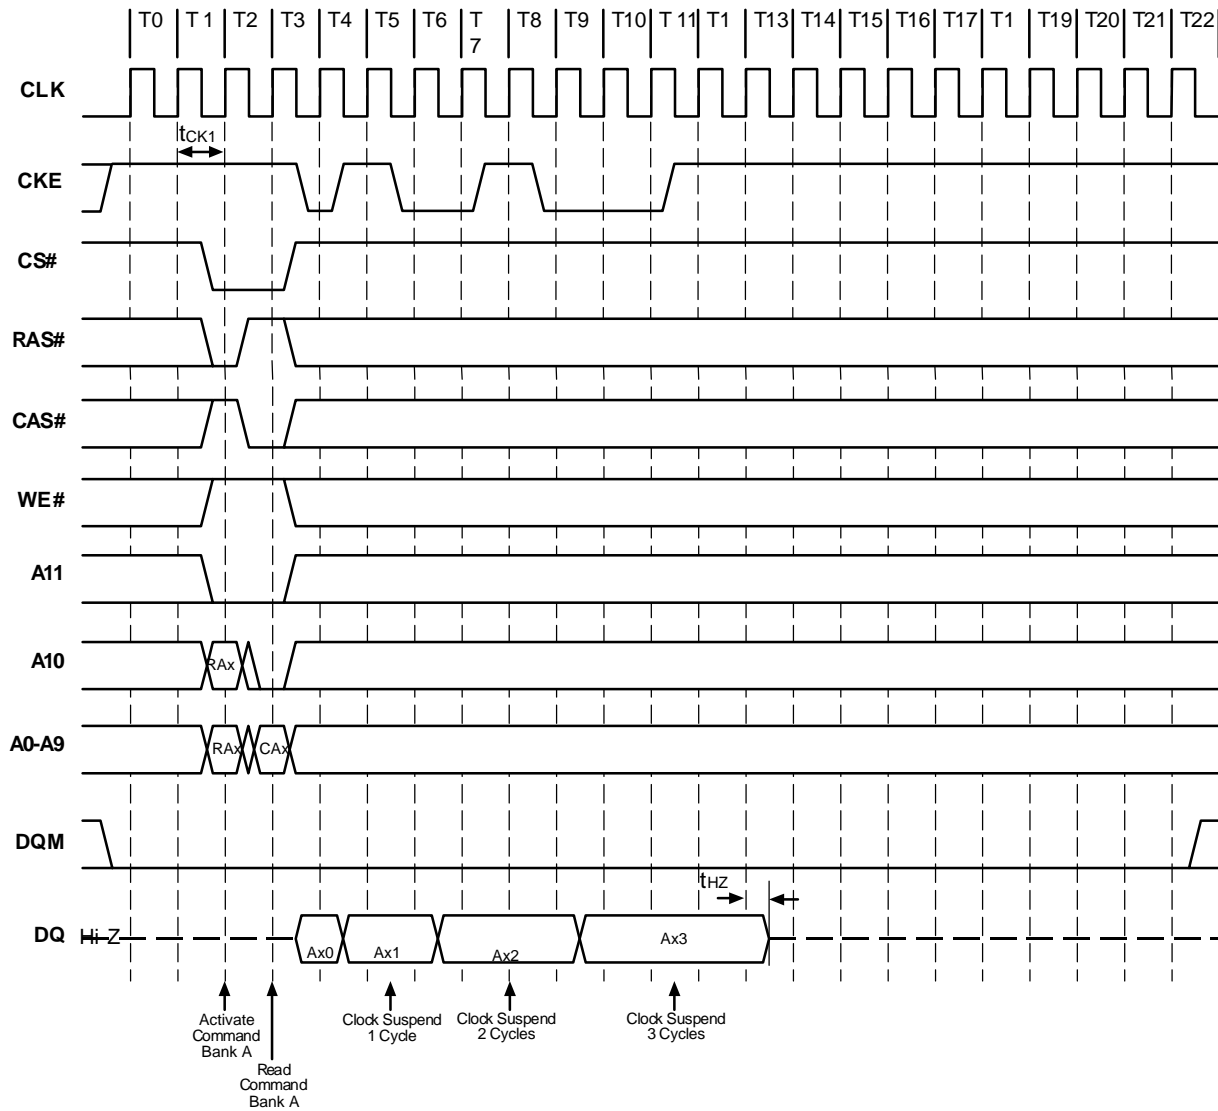 T0 T 1 T2 T3 T4 T5 T6 T 7 T8 T9 T10 T 11 T1 T13 T14 T15 T16 T17 T1 T19 T20 T21 T22
CLK
tCK1
CKE
CS#
RAS#
CAS#
WE#
A11
A10
RAx
A0-A9
RAx CAx
DQM
tHZ
DQ
Hi-Z
Ax0 Ax1 Ax2 Ax3
Activate
Command
Bank A
Read
Command
Bank A
Clock Suspend
1 Cycle
Clock Suspend
2 Cycles
Clock Suspend
3 Cycles